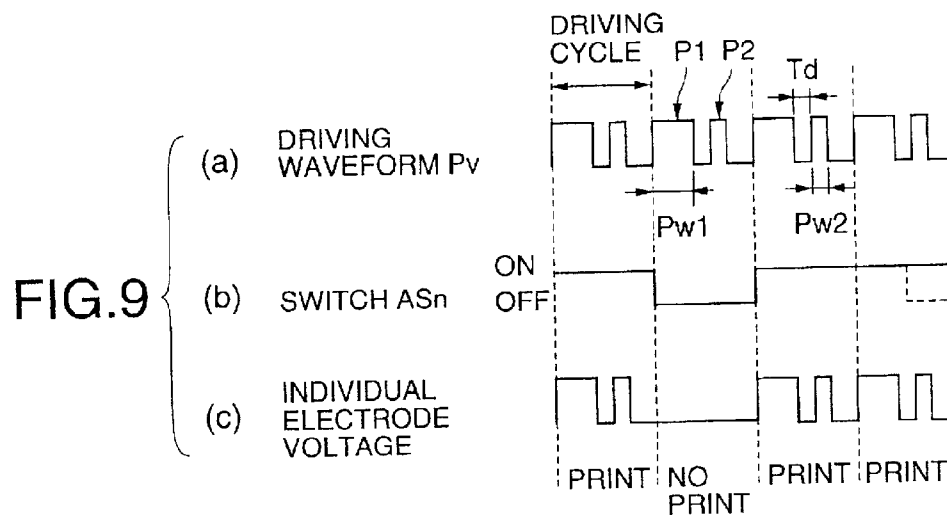 DRIVING
CYCLE
P1
P2
Td
(a)
DRIVING
WAVEFORM Pv
Pw1
Pw2
FIG.9
ON
OFF
(b)
SWITCH ASn
(c)
INDIVIDUAL
ELECTRODE
VOLTAGE
PRINT
NO
PRINT
PRINT
PRINT